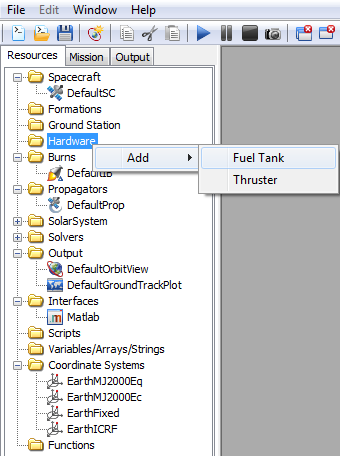 File Edit Window Help
Resources Mission Output
Spacecraft
DefaultSC
Formations
Ground Station
Hardware
Add
Fuel Tank
Thruster
Burns
DefaultIB
Propagators
DefaultProp
SolarSystem
Solvers
Output
DefaultOrbitView
DefaultGroundTrackPlot
Interfaces
Matlab
Scripts
Variables/Arrays/Strings
Coordinate Systems
EarthMJ2000Eq
EarthMJ2000Ec
EarthFixed
EarthICRF
Functions